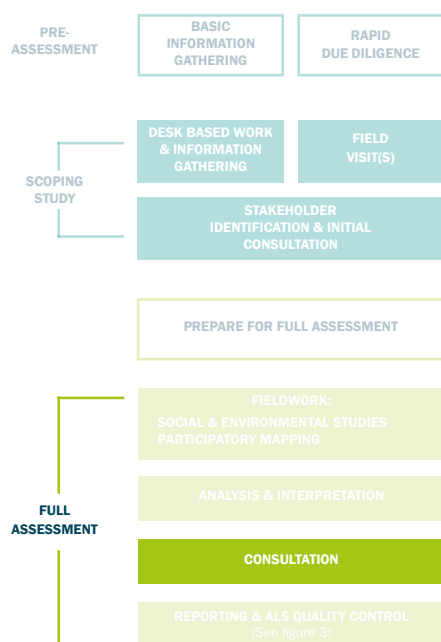 PRE-
ASSESSMENT
BASIC
INFORMATION
GATHERING
RAPID
DUE DILIGENCE
SCOPING
STUDY
DESK BASED WORK
& INFORMATION
GATHERING
FIELD
VISIT(S)
STAKEHOLDER
IDENTIFICATION & INITIAL
CONSULTATION
PREPARE FOR FULL ASSESSMENT
FULL
ASSESSMENT
FIELDWORK:
SOCIAL & ENVIRONMENTAL STUDIES
PARTICIPATORY MAPPING
ANALYSIS & INTERPRETATION
CONSULTATION
REPORTING & ALS QUALITY CONTROL
(See figure 3)